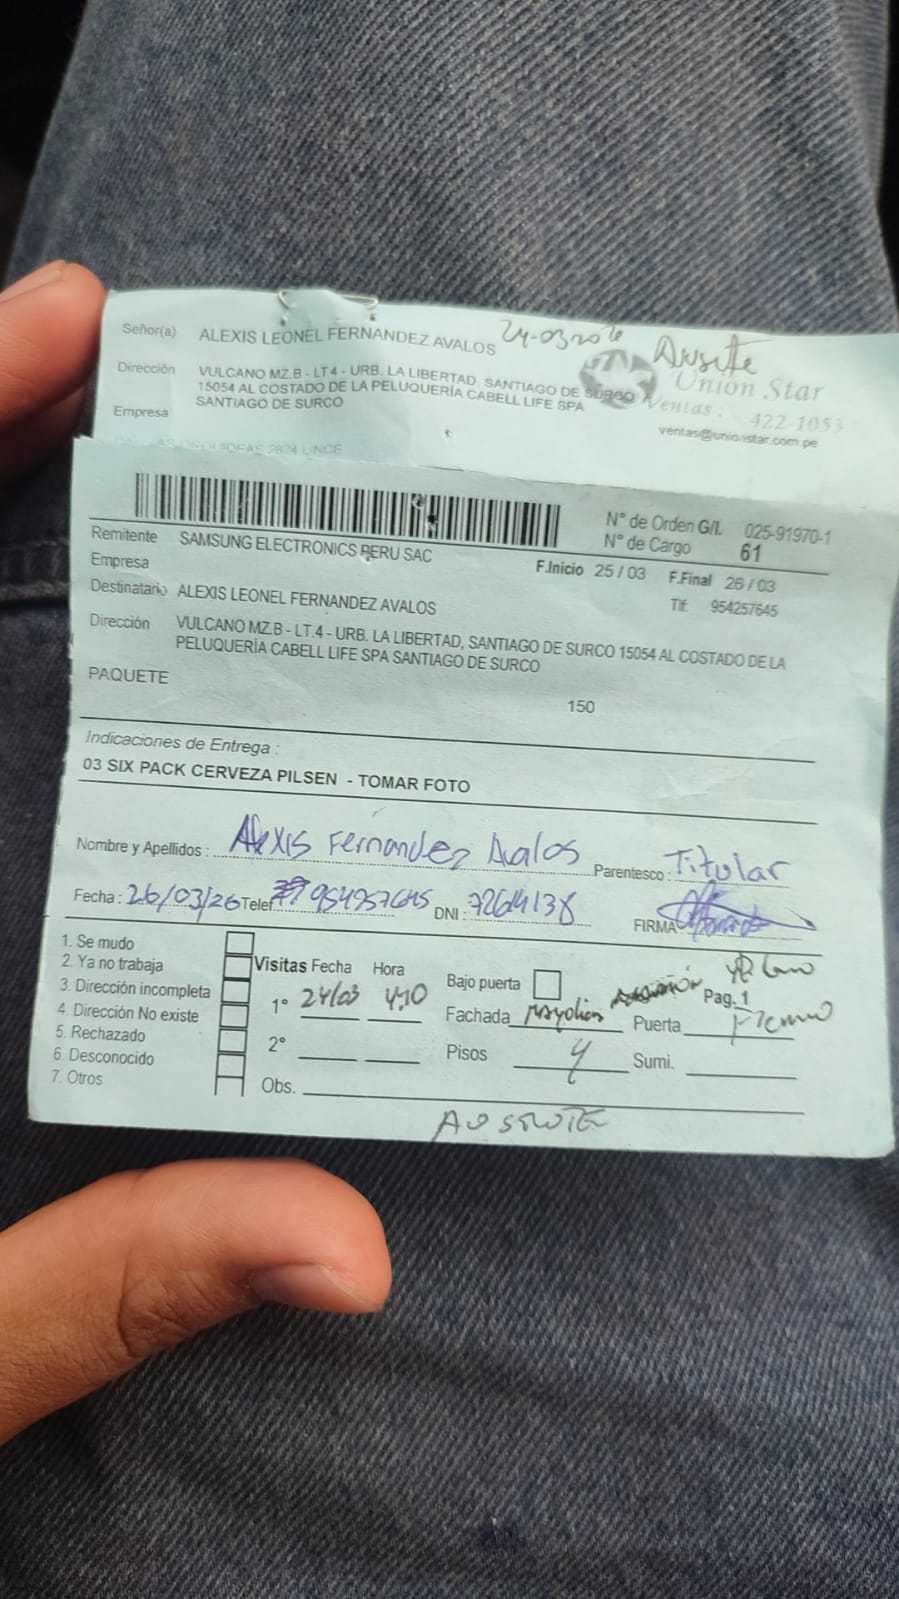 Señor(a) ALEXIS LEONEL FERNANDEZ AVALOS 24-03-2026 Ausente
Dirección VULCANO MZ.B - LT.4 - URB. LA LIBERTAD, SANTIAGO DE SURCO
15054 AL COSTADO DE LA PELUQUERÍA CABELL LIFE SPA
SANTIAGO DE SURCO
Empresa
Union Star
Ventas: 422-1053
ventas@unionstar.com.pe
2824 LINCE
N° de Orden G/I. 025-91970-1
N° de Cargo 61
Remitente SAMSUNG ELECTRONICS PERU SAC
Empresa F.Inicio 25 / 03 F.Final 26 / 03
Destinatario ALEXIS LEONEL FERNANDEZ AVALOS Tlf: 954257645
Dirección VULCANO MZ.B - LT.4 - URB. LA LIBERTAD, SANTIAGO DE SURCO 15054 AL COSTADO DE LA
PELUQUERÍA CABELL LIFE SPA SANTIAGO DE SURCO
PAQUETE
150
Indicaciones de Entrega :
03 SIX PACK CERVEZA PILSEN - TOMAR FOTO
Nombre y Apellidos : Alexis Fernandez Avalos Parentesco : Titular
Fecha : 26/03/26 Telef. 954257645 DNI : 72614138 FIRMA
1. Se mudo
2. Ya no trabaja
3. Dirección incompleta
4. Dirección No existe
5. Rechazado
6. Desconocido
7. Otros
Visitas Fecha Hora
1° 24/03 4:10
2°
Obs.
Bajo puerta Pag. 1
Fachada Puerta
Pisos 4 Sumi.